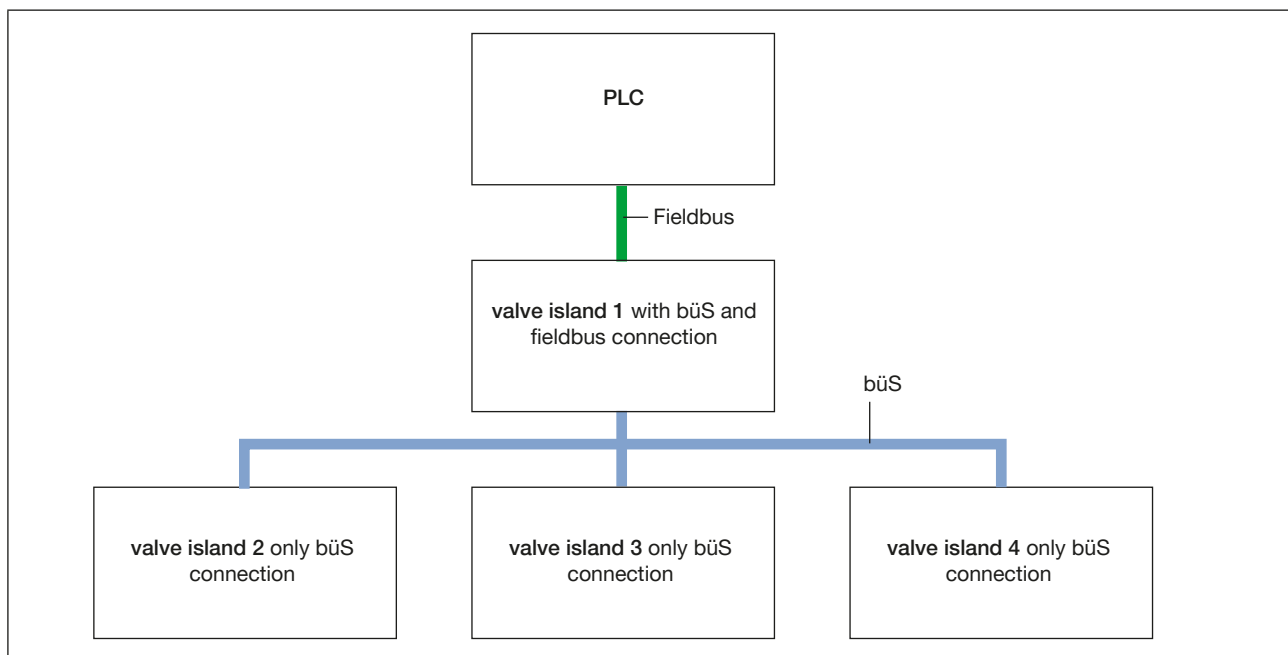 PLC
Fieldbus
valve island 1 with büS and
fieldbus connection
büS
valve island 2 only büS
connection
valve island 3 only büS
connection
valve island 4 only büS
connection